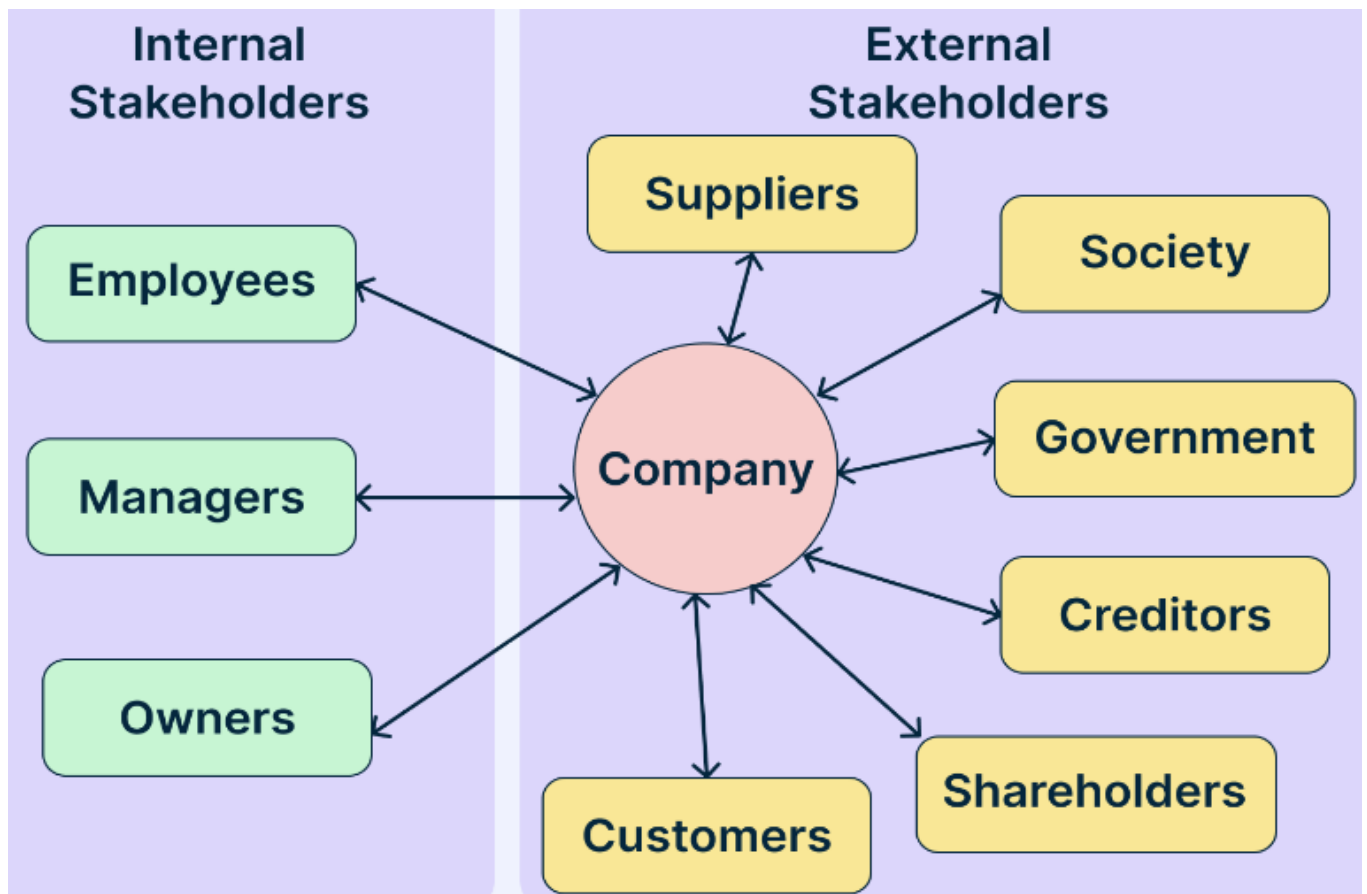 Internal
Stakeholders
Employees
Managers
Owners
External
Stakeholders
Suppliers
Society
Government
Company
Creditors
Shareholders
Customers